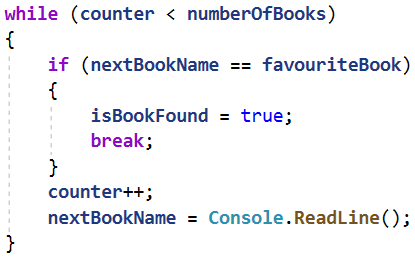 while (counter < numberOfBooks)
{
    if (nextBookName == favouriteBook)
    {
        isBookFound = true;
        break;
    }
    counter++;
    nextBookName = Console.ReadLine();
}